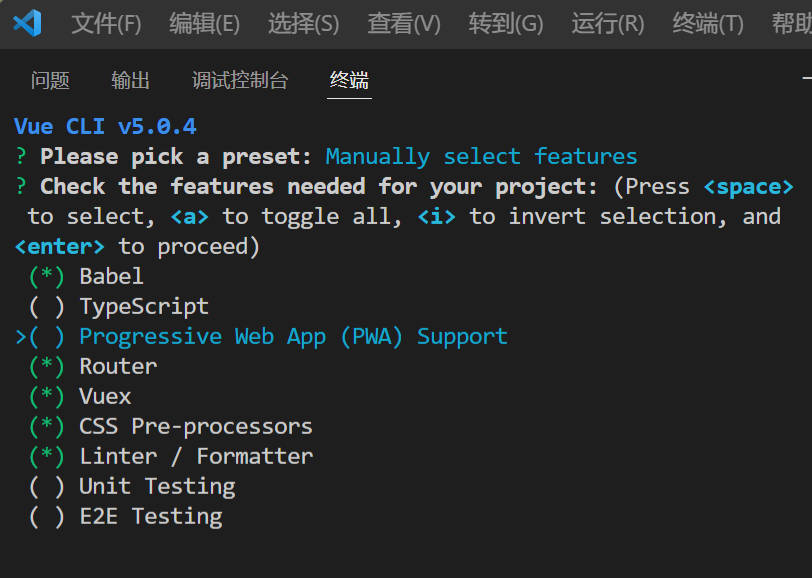 文件(F) 编辑(E) 选择(S) 查看(V) 转到(G) 运行(R) 终端(T) 帮助
问题 输出 调试控制台 终端
Vue CLI v5.0.4
? Please pick a preset: Manually select features
? Check the features needed for your project: (Press <space>
to select, <a> to toggle all, <i> to invert selection, and
<enter> to proceed)
(*) Babel
( ) TypeScript
>( ) Progressive Web App (PWA) Support
(*) Router
(*) Vuex
(*) CSS Pre-processors
(*) Linter / Formatter
( ) Unit Testing
( ) E2E Testing